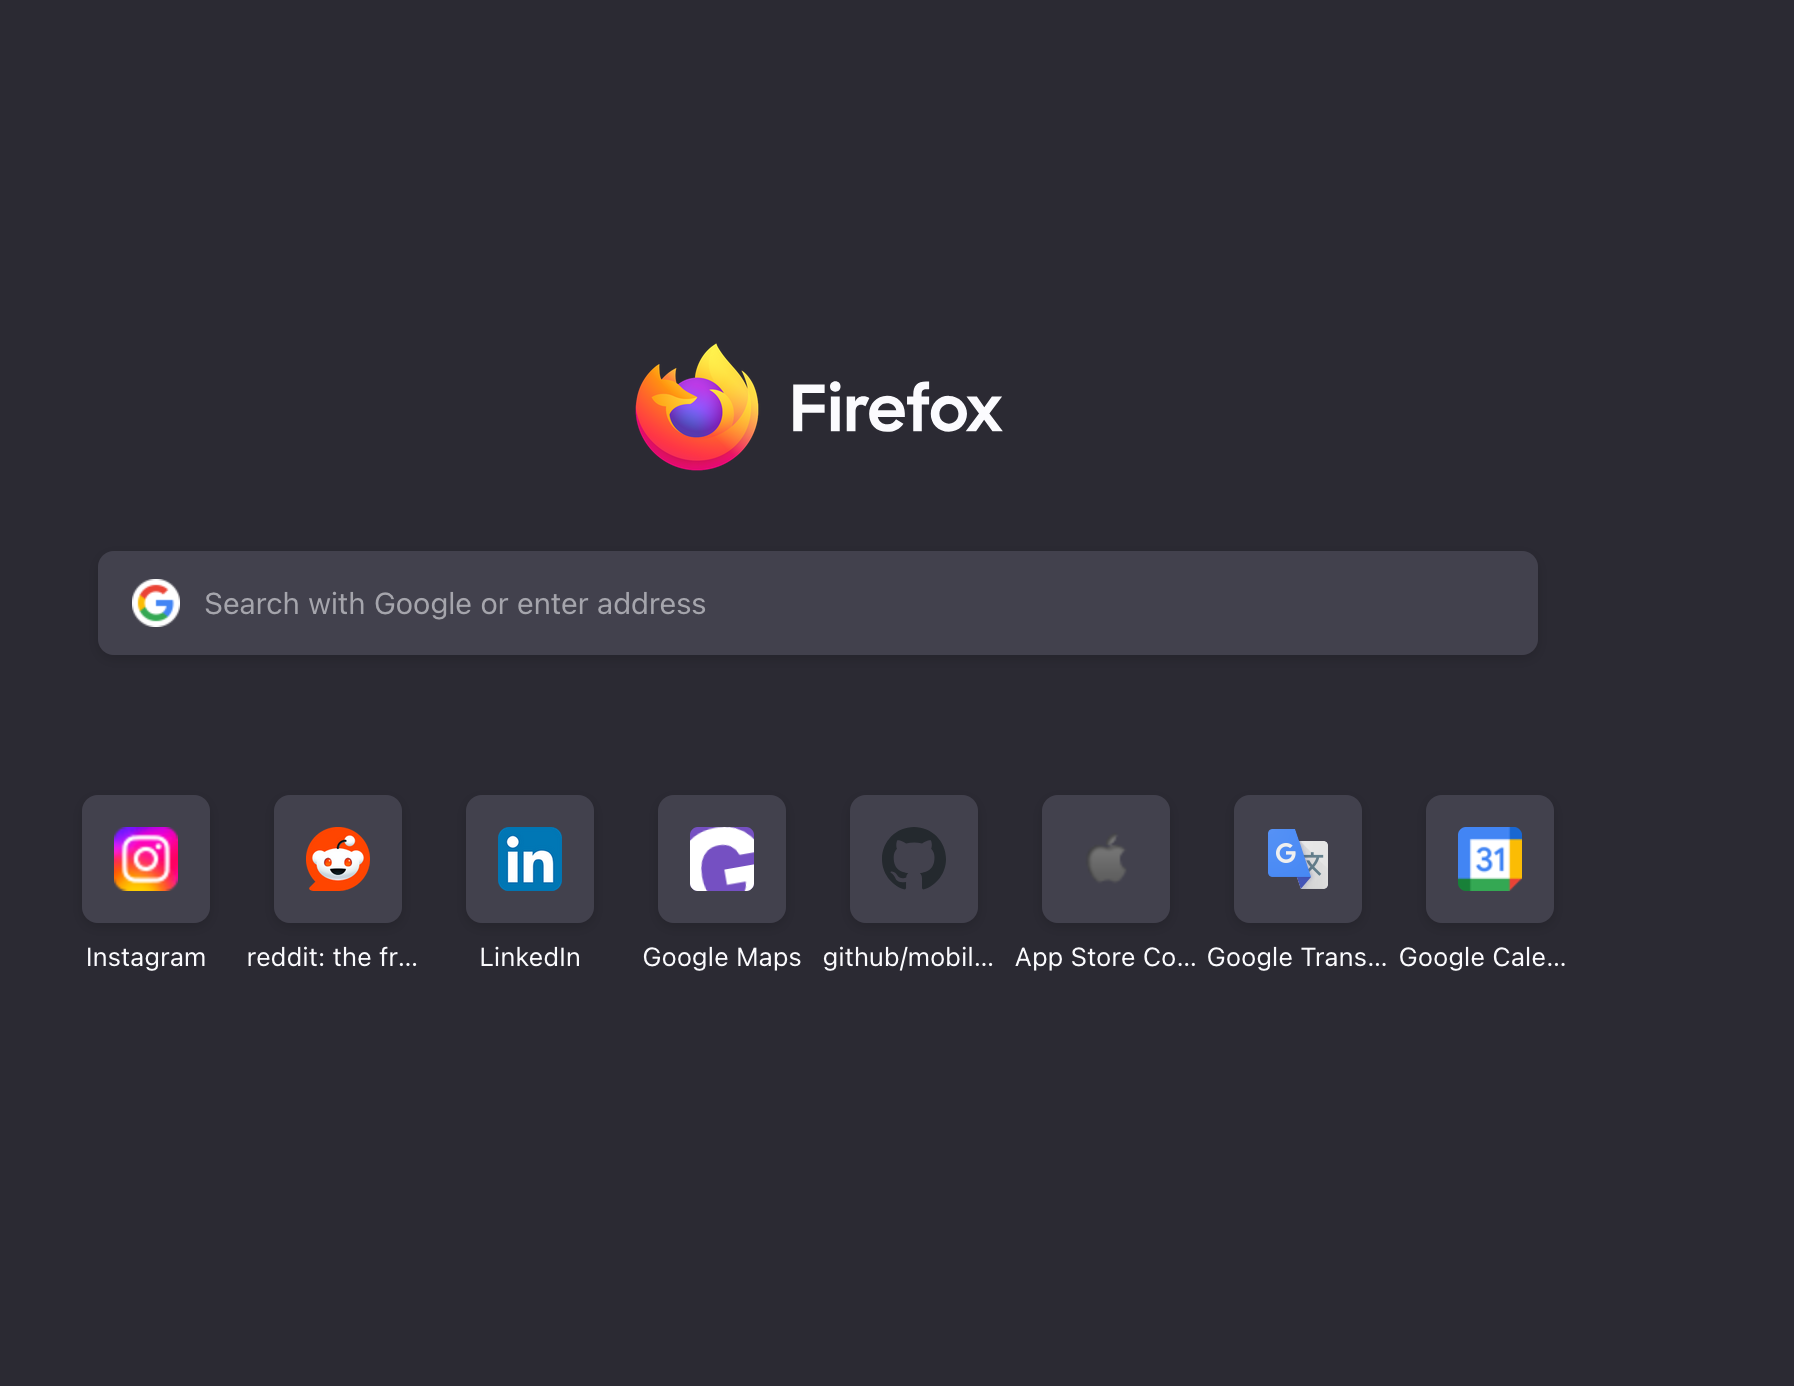 Firefox
Search with Google or enter address
Instagram
reddit: the fr...
LinkedIn
Google Maps
github/mobil...
App Store Co...
Google Trans...
Google Cale...
31